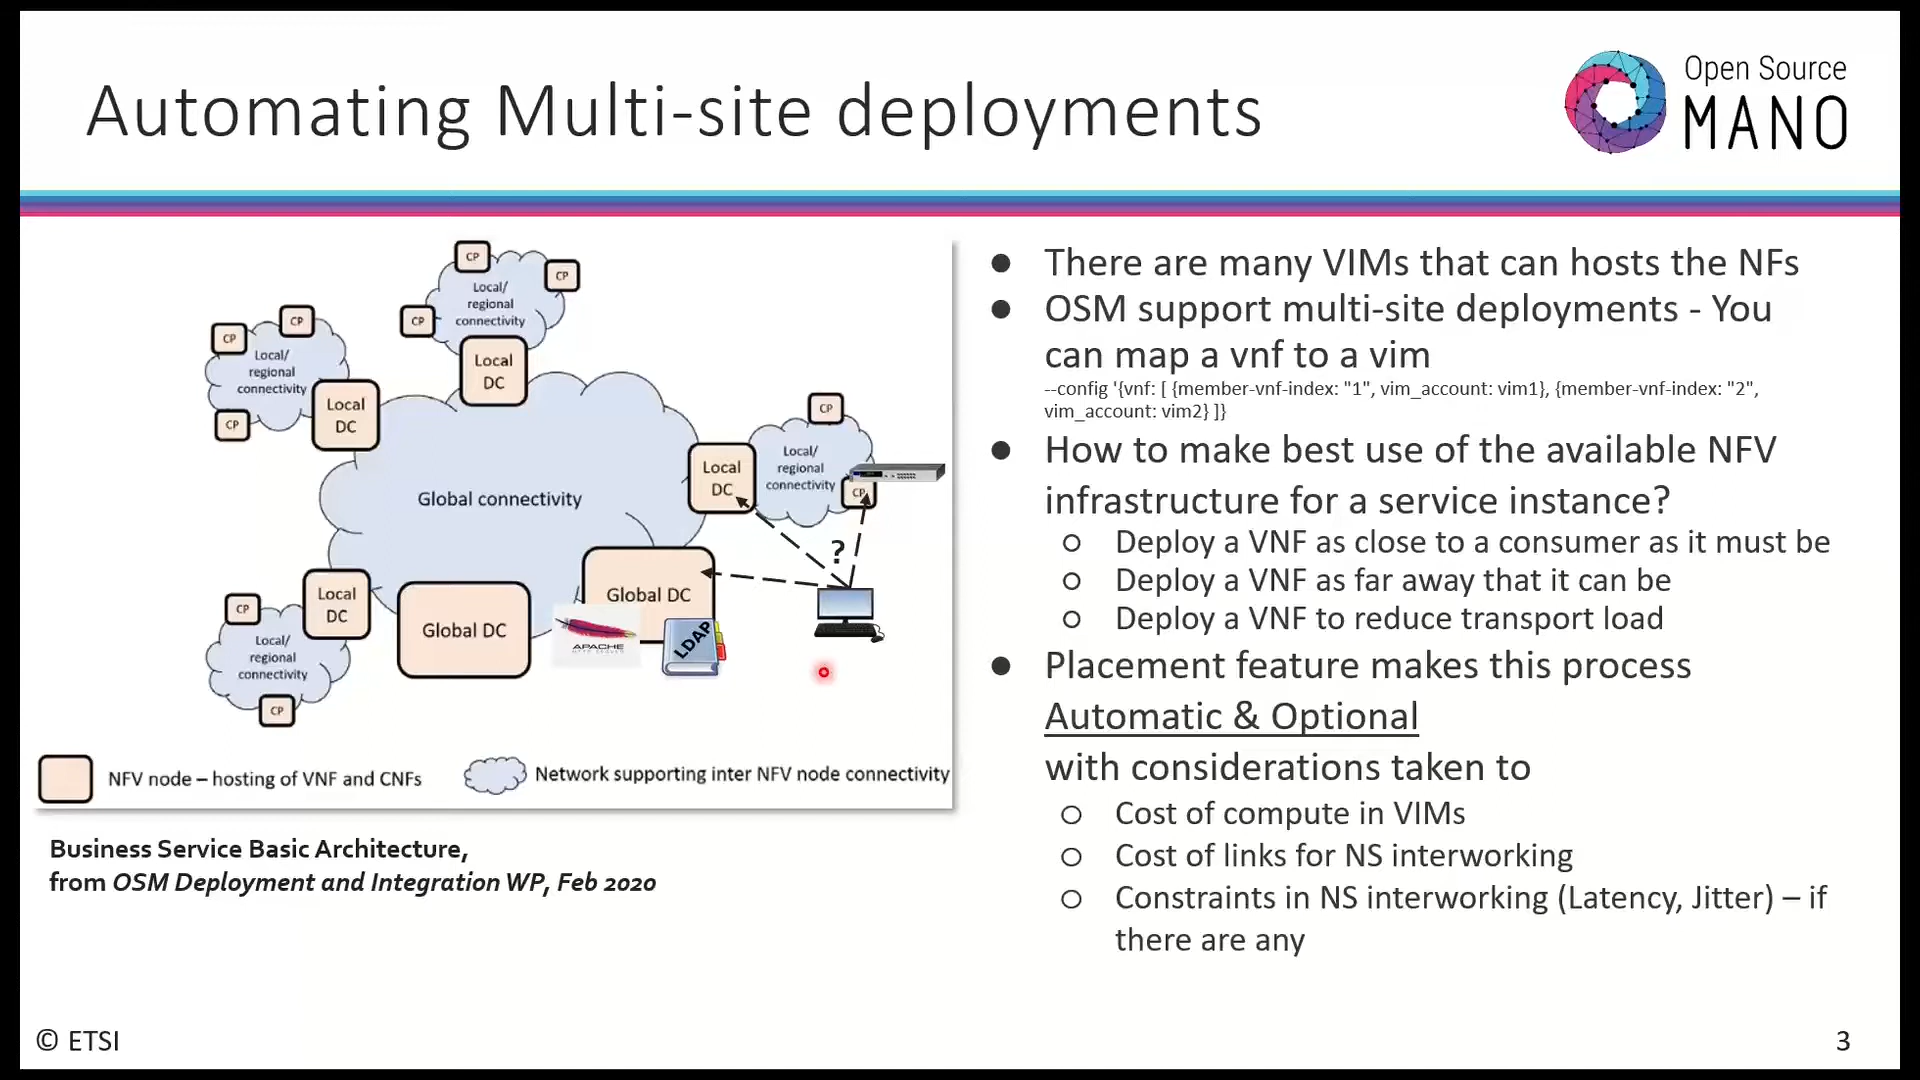 Automating Multi-site deployments
Open Source
MANO
CP
CP
CP
Local/
regional
connectivity
Local
DC
CP
CP
CP
Local/
regional
connectivity
Local
DC
CP
Local
DC
Local/
regional
connectivity
CP
Global connectivity
?
Global DC
Global DC
APACHE
LDAP
Local
DC
CP
Local/
regional
connectivity
CP
NFV node – hosting of VNF and CNFs
Network supporting inter NFV node connectivity
Business Service Basic Architecture,
from OSM Deployment and Integration WP, Feb 2020
● There are many VIMs that can hosts the NFs
● OSM support multi-site deployments - You
can map a vnf to a vim
--config '{vnf: [ {member-vnf-index: "1", vim_account: vim1}, {member-vnf-index: "2",
vim_account: vim2} ]}
● How to make best use of the available NFV
infrastructure for a service instance?
○ Deploy a VNF as close to a consumer as it must be
○ Deploy a VNF as far away that it can be
○ Deploy a VNF to reduce transport load
● Placement feature makes this process
Automatic & Optional
with considerations taken to
○ Cost of compute in VIMs
○ Cost of links for NS interworking
○ Constraints in NS interworking (Latency, Jitter) – if
there are any
© ETSI
3